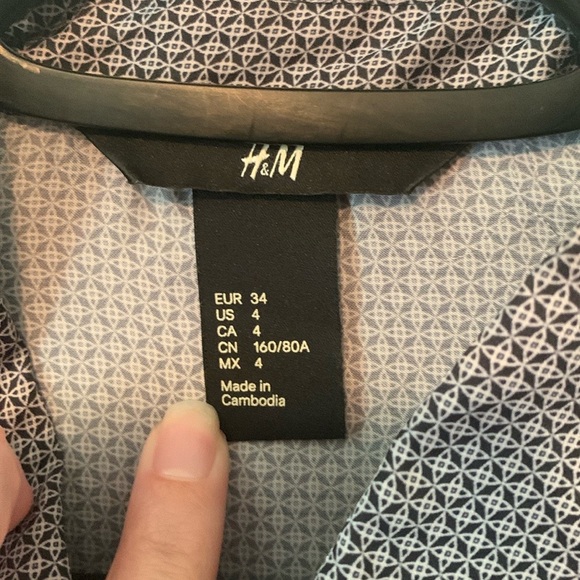 H&M
EUR 34
US 4
CA 4
CN 160/80A
MX 4
Made in
Cambodia